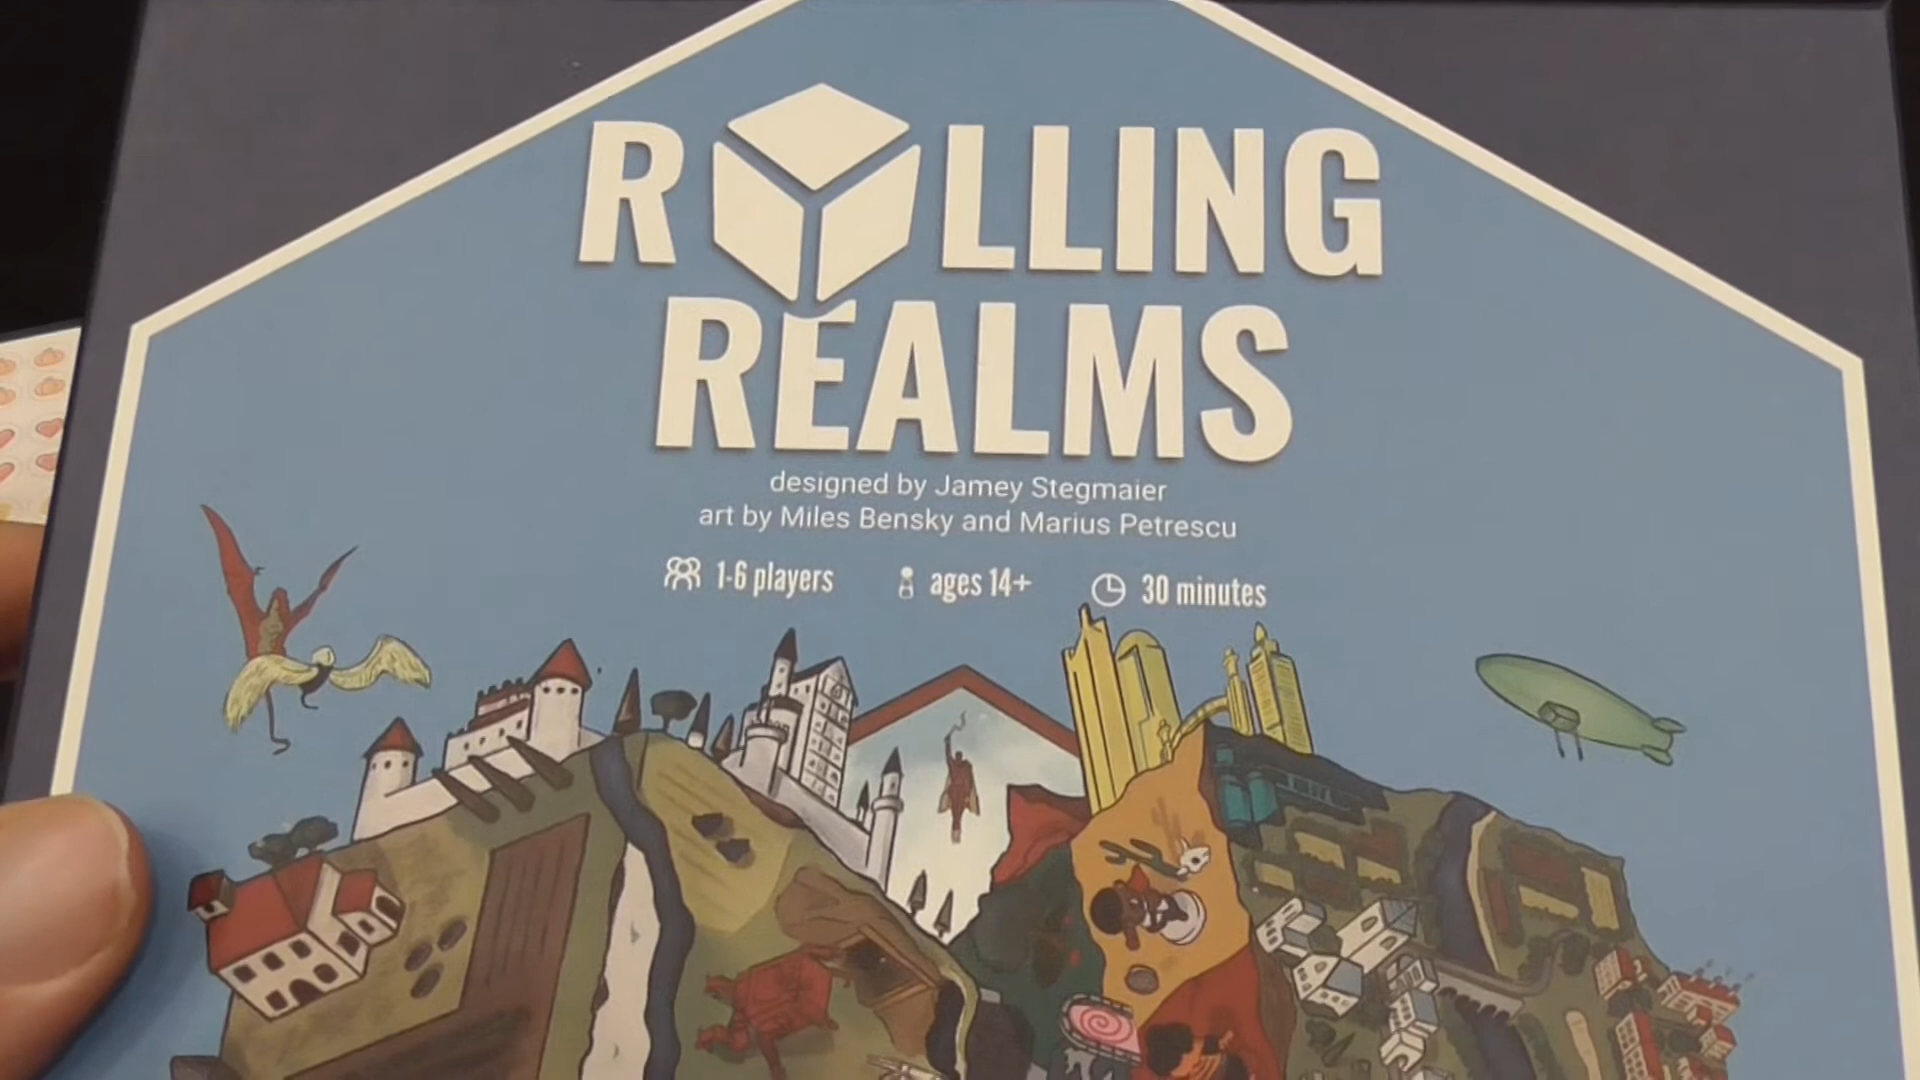 ROLLING
REALMS
designed by Jamey Stegmaier
art by Miles Bensky and Marius Petrescu
1-6 players ages 14+ 30 minutes